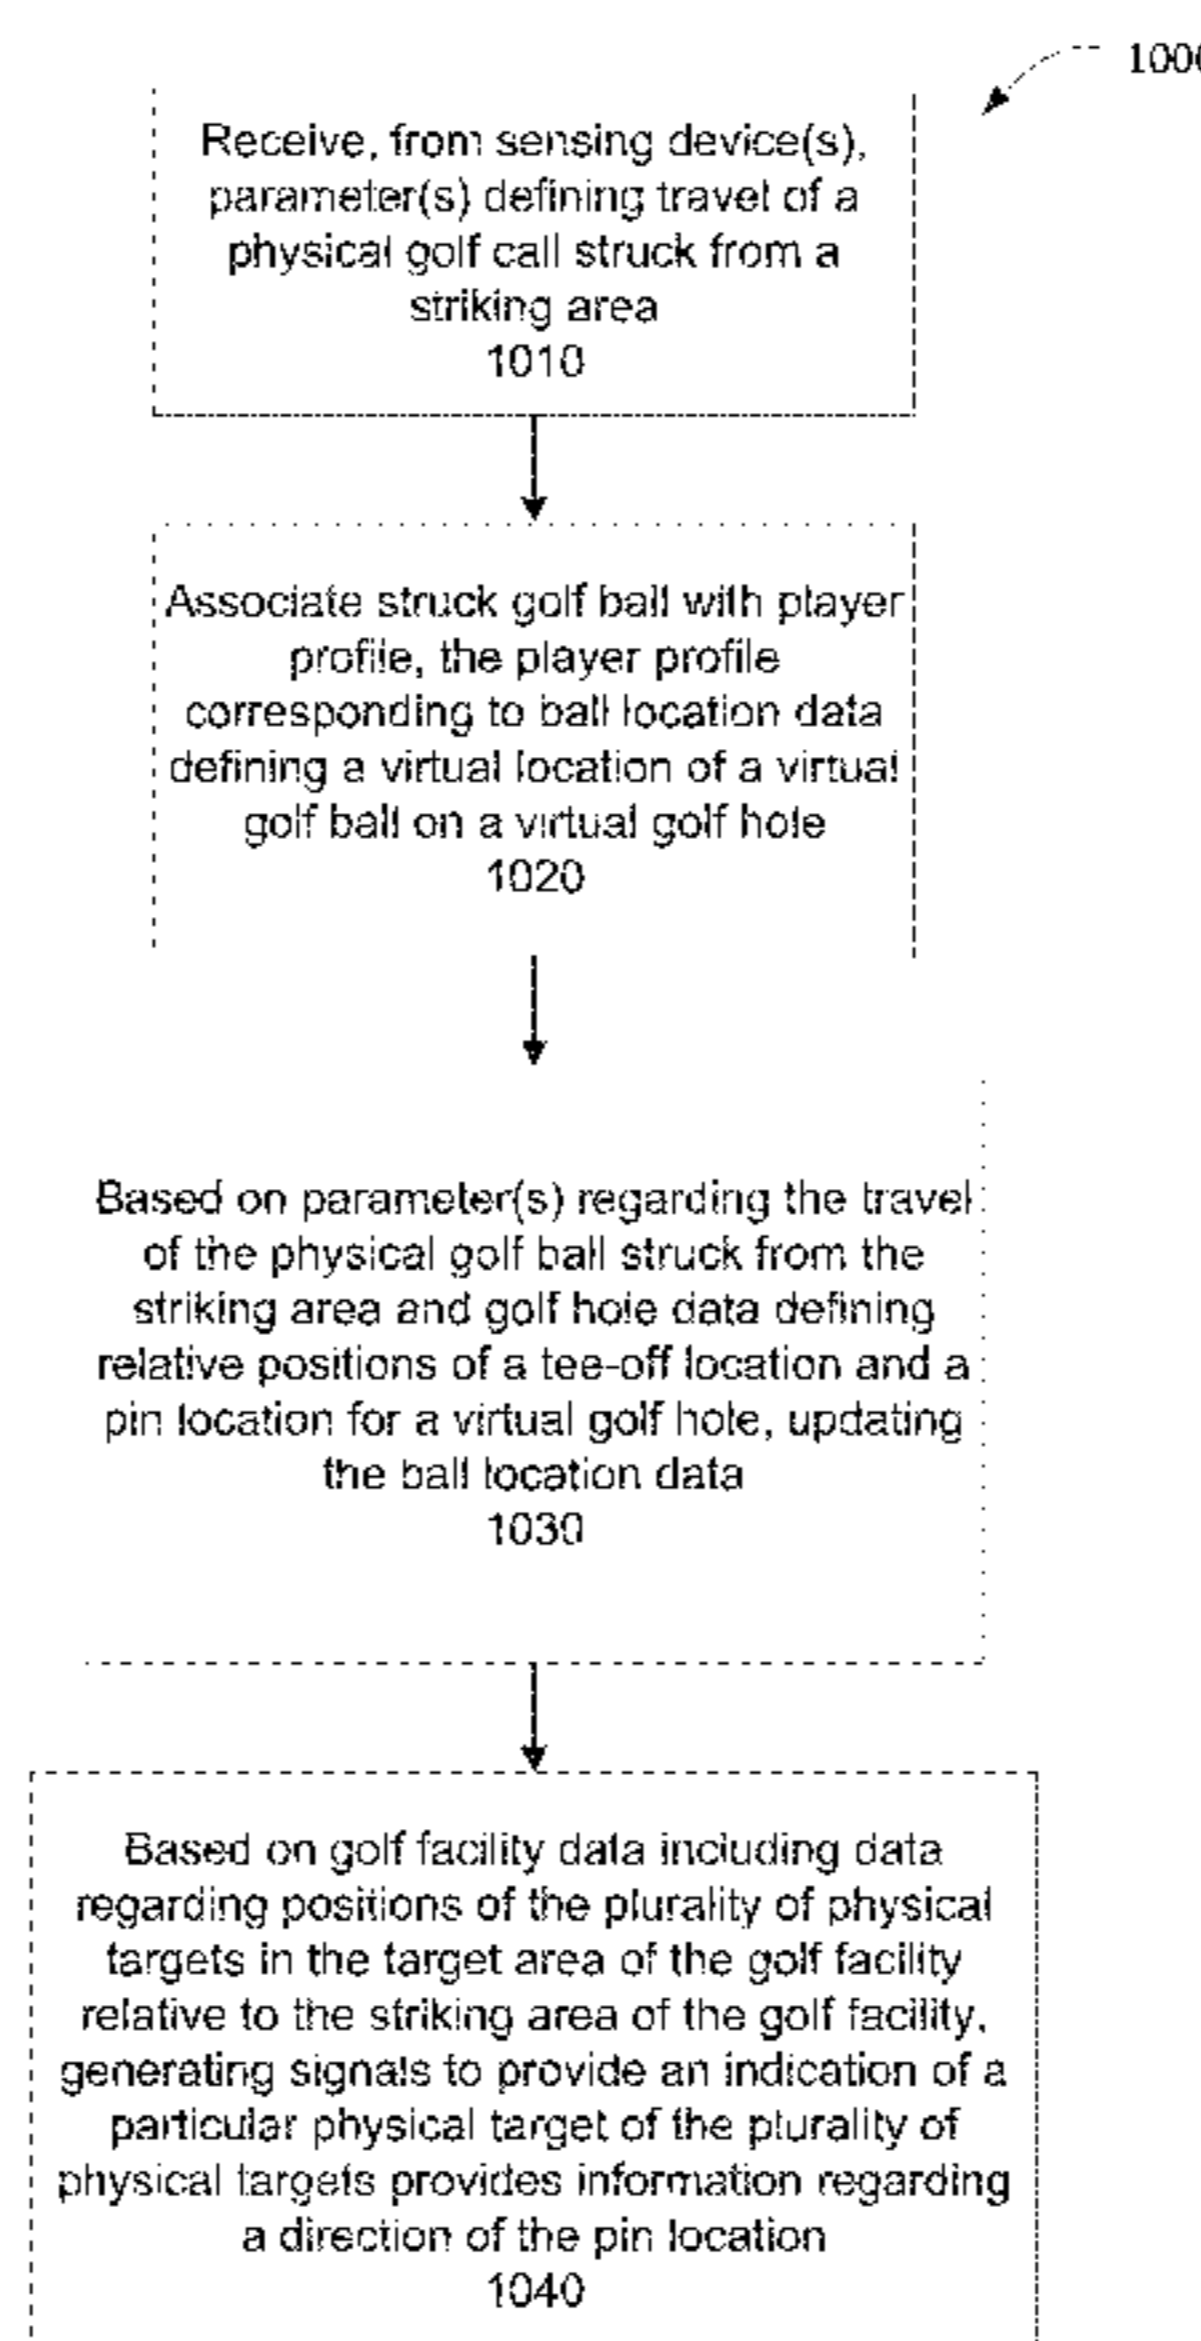 1000
Receive, from sensing device(s),
parameter(s) defining travel of a
physical golf call struck from a
striking area
1010
Associate struck golf ball with player
profile, the player profile
corresponding to ball location data
defining a virtual location of a virtual
golf ball on a virtual golf hole
1020
Based on parameter(s) regarding the travel
of the physical golf ball struck from the
striking area and golf hole data defining
relative positions of a tee-off location and a
pin location for a virtual golf hole, updating
the ball location data
1030
Based on golf facility data including data
regarding positions of the plurality of physical
targets in the target area of the golf facility
relative to the striking area of the golf facility,
generating signals to provide an indication of a
particular physical target of the plurality of
physical targets provides information regarding
a direction of the pin location
1040